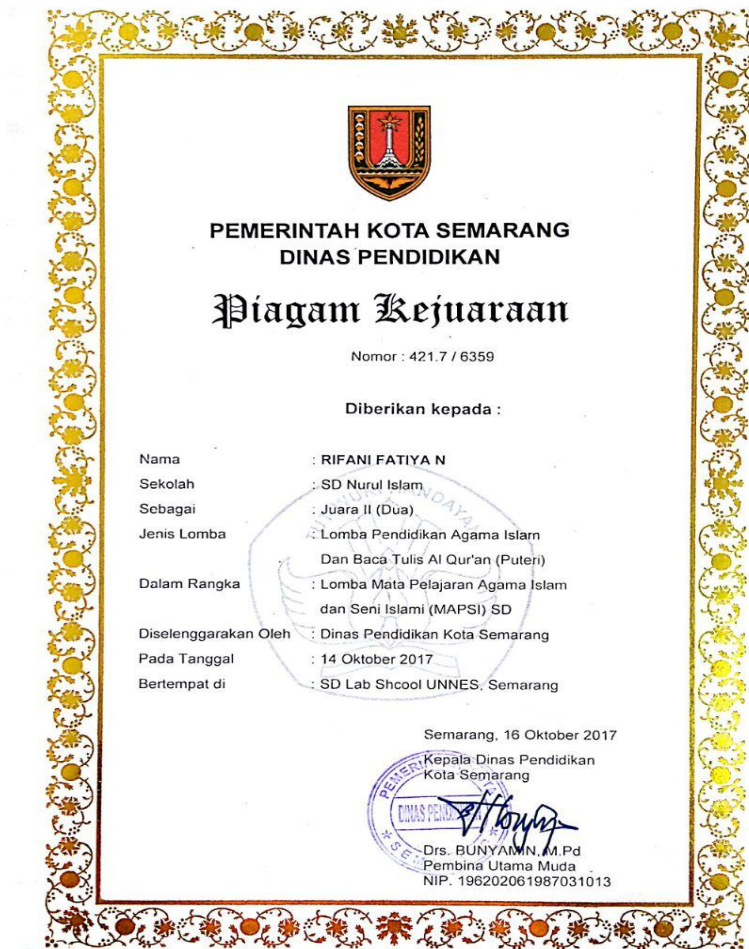 PEMERINTAH KOTA SEMARANG
DINAS PENDIDIKAN
Piagam Kejuaraan
Nomor : 421.7 / 6359
Diberikan kepada :
Nama : RIFANI FATIYA N
Sekolah : SD Nurul Islam
Sebagai : Juara II (Dua)
Jenis Lomba : Lomba Pendidikan Agama Islam
Dan Baca Tulis Al Qur'an (Puteri)
Dalam Rangka : Lomba Mata Pelajaran Agama Islam
dan Seni Islami (MAPSI) SD
Diselenggarakan Oleh : Dinas Pendidikan Kota Semarang
Pada Tanggal : 14 Oktober 2017
Bertempat di : SD Lab Shcool UNNES, Semarang
Semarang, 16 Oktober 2017
Kepala Dinas Pendidikan
Kota Semarang
Drs. BUNYAMIN, M.Pd
Pembina Utama Muda
NIP. 196202061987031013